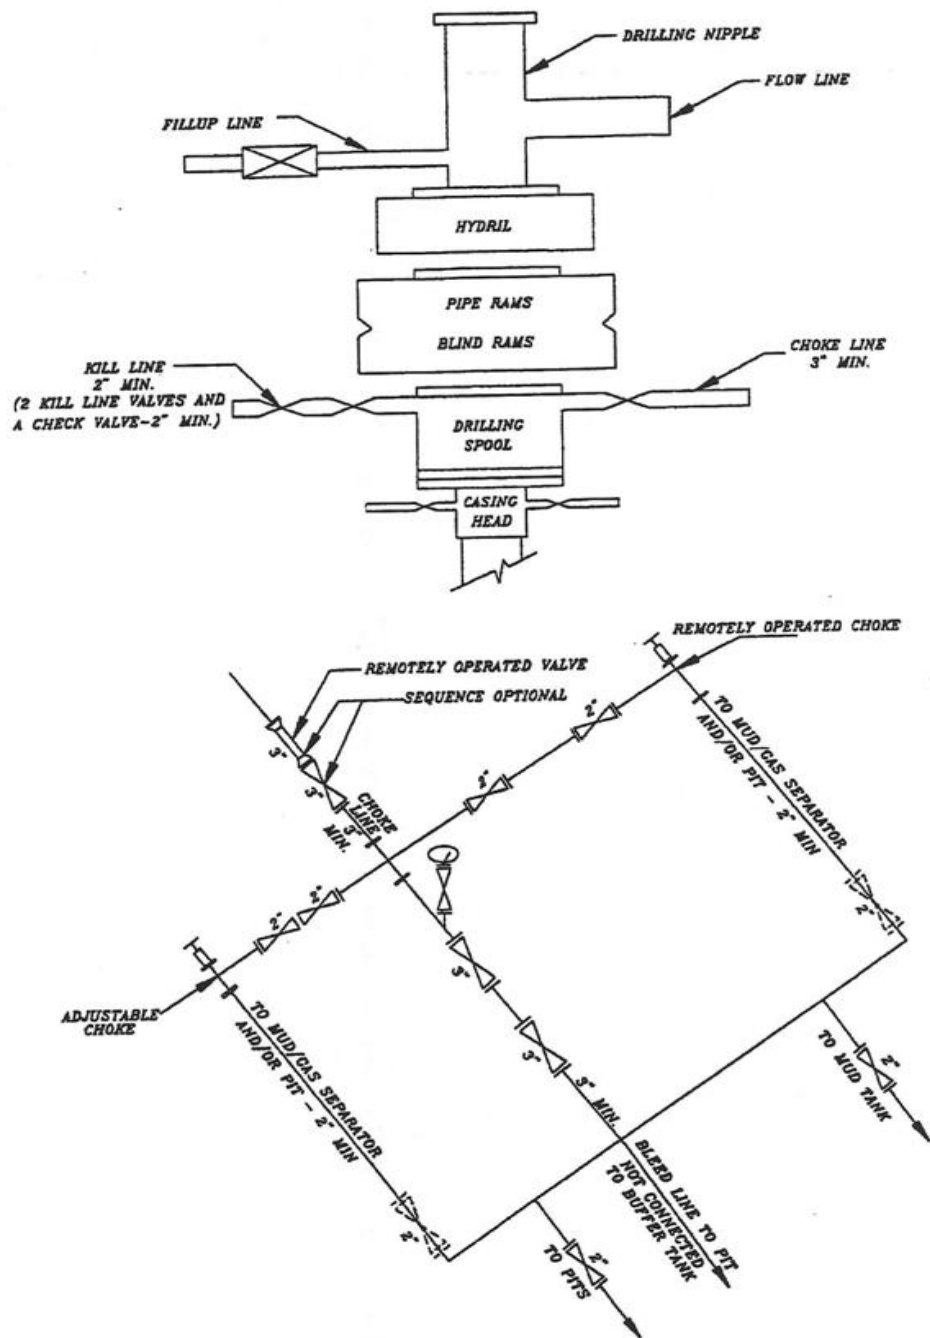 DRILLING NIPPLE
FLOW LINE
FILLUP LINE
HYDRIL
PIPE RAMS
BLIND RAMS
KILL LINE
2" MIN.
(2 KILL LINE VALVES AND
A CHECK VALVE-2" MIN.)
CHOKE LINE
3" MIN.
DRILLING
SPOOL
CASING
HEAD
REMOTELY OPERATED CHOKE
REMOTELY OPERATED VALVE
SEQUENCE OPTIONAL
3"
3"
CHOKE
LINE
3"
MIN.
2"
2"
TO MUD/GAS SEPARATOR
AND/OR PIT - 2" MIN
2"
2"
2"
ADJUSTABLE
CHOKE
TO MUD/GAS SEPARATOR
AND/OR PIT - 2" MIN
2"
3"
3"
3" MIN.
BLEED LINE TO PIT
NOT CONNECTED
TO BUFFER TANK
2"
TO MUD TANK
2"
TO PITS